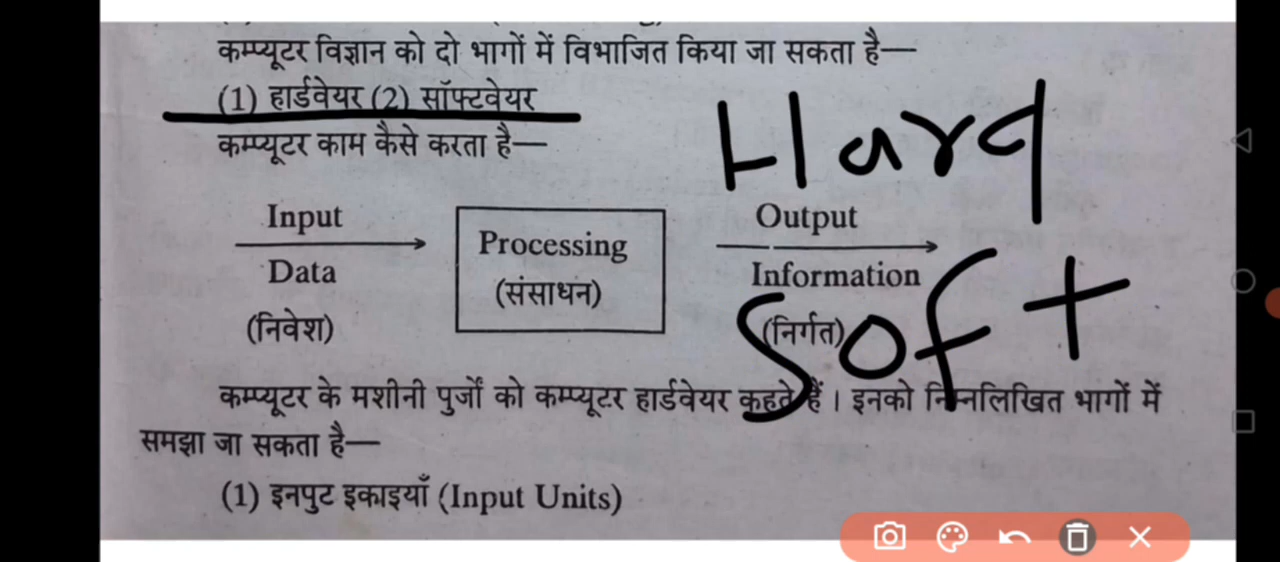 कम्प्यूटर विज्ञान को दो भागों में विभाजित किया जा सकता है—
(1) हार्डवेयर (2) सॉफ्टवेयर
कम्प्यूटर काम कैसे करता है—
Hard
Input
Data
(निवेश)
Processing
(संसाधन)
Output
Information
(निर्गत)
Soft
कम्प्यूटर के मशीनी पुर्जों को कम्प्यूटर हार्डवेयर कहते हैं। इनको निम्नलिखित भागों में
समझा जा सकता है—
(1) इनपुट इकाइयाँ (Input Units)